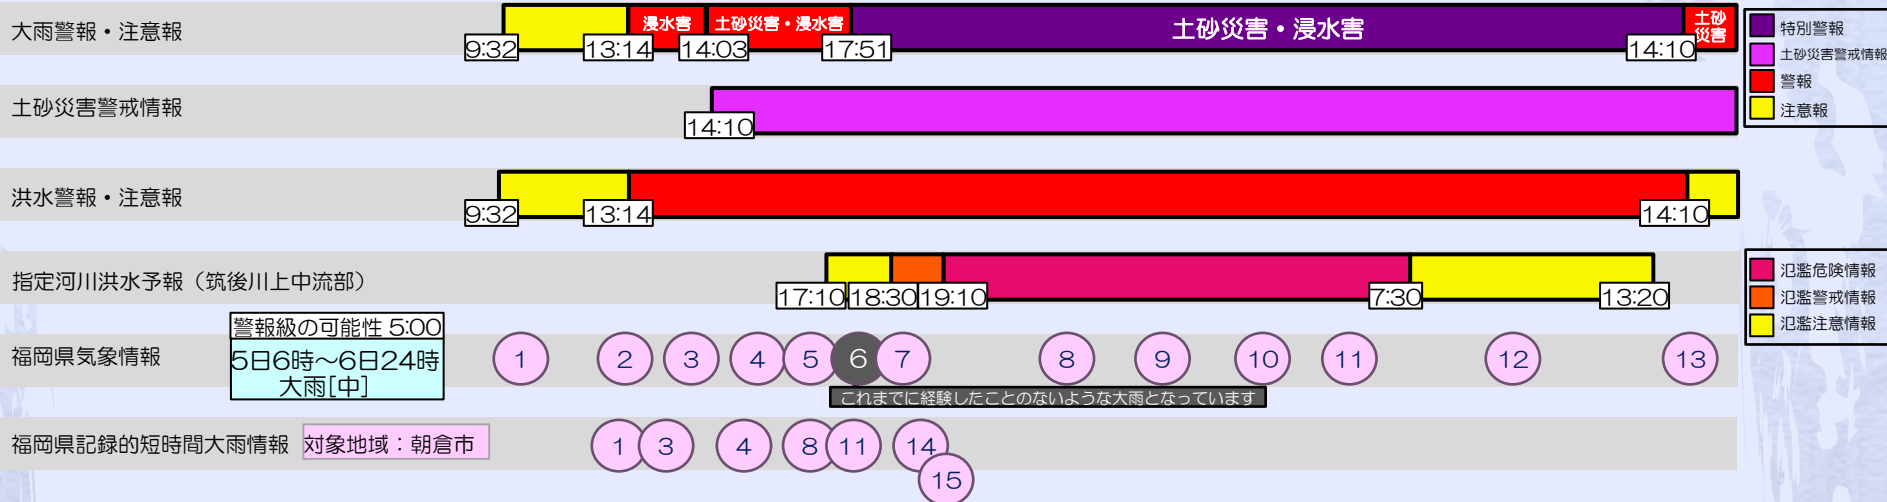 大雨警報・注意報
9:32
13:14
浸水害
14:03
土砂災害・浸水害
17:51
土砂災害・浸水害
14:10
土砂
災害
特別警報
土砂災害警戒情報
警報
注意報
土砂災害警戒情報
14:10
洪水警報・注意報
9:32
13:14
14:10
指定河川洪水予報（筑後川上中流部）
17:10
18:30
19:10
7:30
13:20
氾濫危険情報
氾濫警戒情報
氾濫注意情報
福岡県気象情報
警報級の可能性 5:00
5日6時～6日24時
大雨[中]
1
2
3
4
5
6
7
8
9
10
11
12
13
これまでに経験したことのないような大雨となっています
福岡県記録的短時間大雨情報
対象地域：朝倉市
1
3
4
8
11
14
15